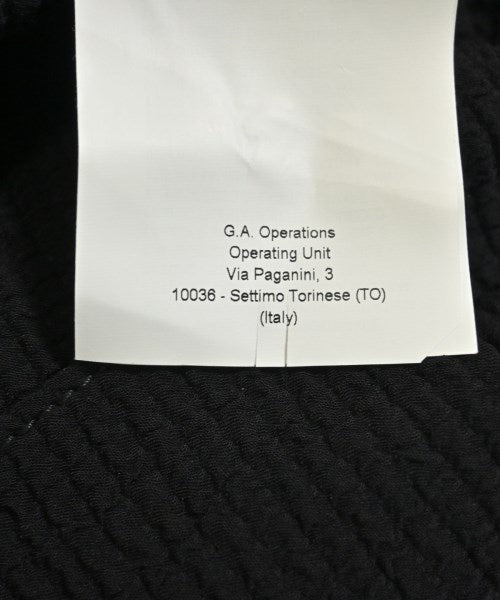 G.A. Operations
Operating Unit
Via Paganini, 3
10036 - Settimo Torinese (TO)
(Italy)